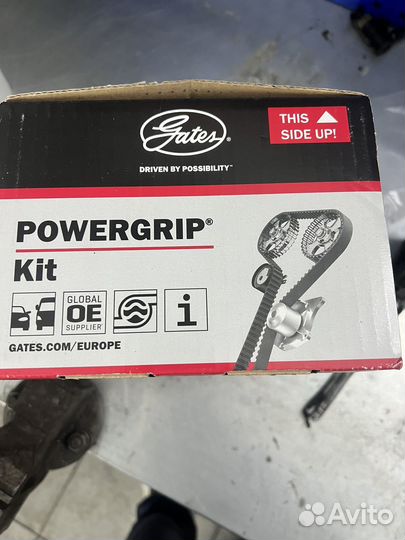 Gates
DRIVEN BY POSSIBILITY™
THIS
SIDE UP!
POWERGRIP®
Kit
GLOBAL
OE
SUPPLIER
i
GATES.COM/EUROPE
Avito